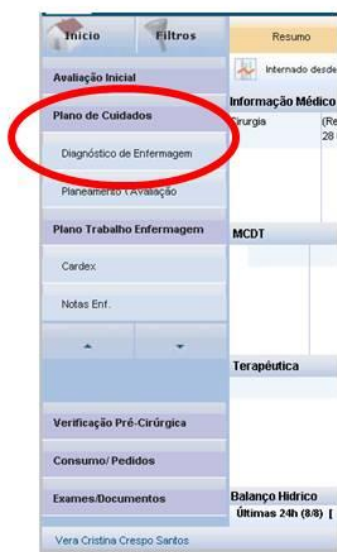 Início
Filtros
Resumo
Avaliação Inicial
Internado desde
Plano de Cuidados
Informação Médico
Cirurgia
(Re
28
Diagnóstico de Enfermagem
Planeamento \ Avaliação
Plano Trabalho Enfermagem
MCDT
Cardex
Notas Enf.
Terapéutica
Verificação Pré-Cirúrgica
Consumo/Pedidos
Exames/Documentos
Balanço Hidrico
Últimas 24h (8/8) [
Vera Cristina Crespo Santos